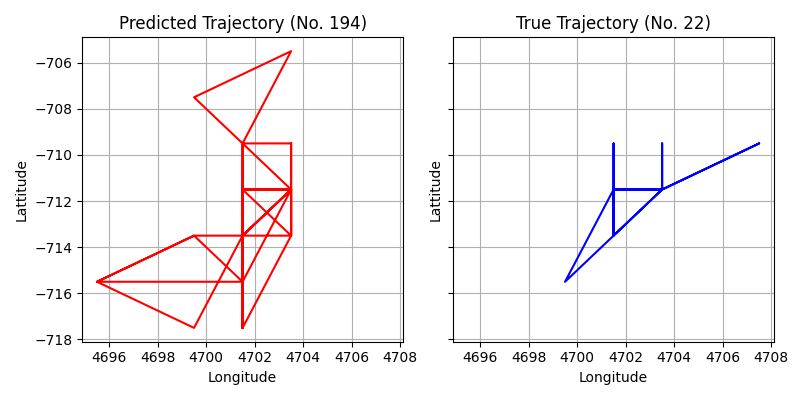 Predicted Trajectory (No. 194)
True Trajectory (No. 22)
Lattitude
−706
−708
−710
−712
−714
−716
−718
4696 4698 4700 4702 4704 4706 4708
Longitude
Lattitude
4696 4698 4700 4702 4704 4706 4708
Longitude